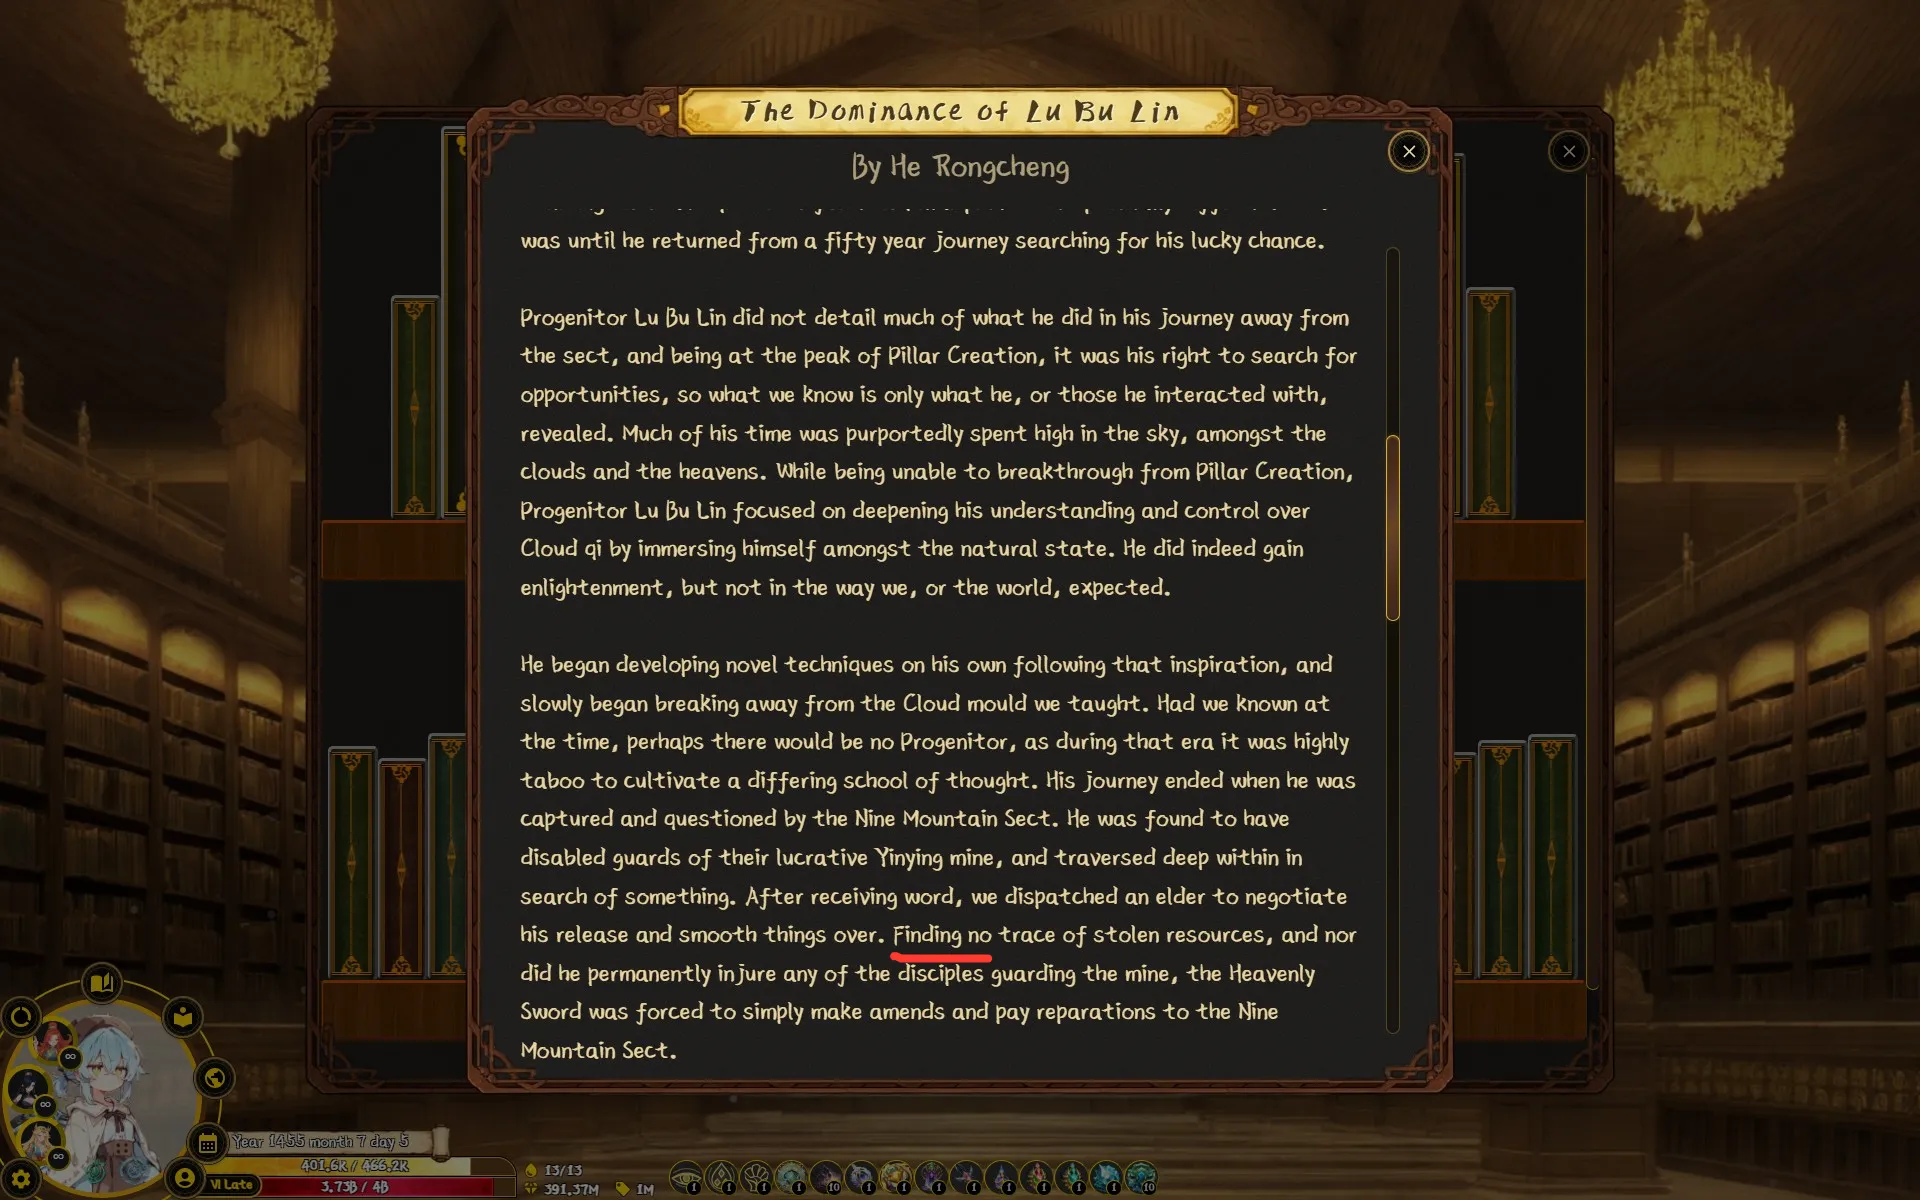 The Dominance of Lu Bu Lin
By He Rongcheng
was until he returned from a fifty year journey searching for his lucky chance.
Progenitor Lu Bu Lin did not detail much of what he did in his journey away from
the sect, and being at the peak of Pillar Creation, it was his right to search for
opportunities, so what we know is only what he, or those he interacted with,
revealed. Much of his time was purportedly spent high in the sky, amongst the
clouds and the heavens. While being unable to breakthrough from Pillar Creation,
Progenitor Lu Bu Lin focused on deepening his understanding and control over
Cloud qi by immersing himself amongst the natural state. He did indeed gain
enlightenment, but not in the way we, or the world, expected.
He began developing novel techniques on his own following that inspiration, and
slowly began breaking away from the Cloud mould we taught. Had we known at
the time, perhaps there would be no Progenitor, as during that era it was highly
taboo to cultivate a differing school of thought. His journey ended when he was
captured and questioned by the Nine Mountain Sect. He was found to have
disabled guards of their lucrative Yinying mine, and traversed deep within in
search of something. After receiving word, we dispatched an elder to negotiate
his release and smooth things over. Finding no trace of stolen resources, and nor
did he permanently injure any of the disciples guarding the mine, the Heavenly
Sword was forced to simply make amends and pay reparations to the Nine
Mountain Sect.
Year 1455 month 7 day 5
401.6K / 466.2K
VI Late
3.73B / 4B
13/13
391.37M
1M
1 1 1 1 10 1 1 1 1 1 1 1 1 10